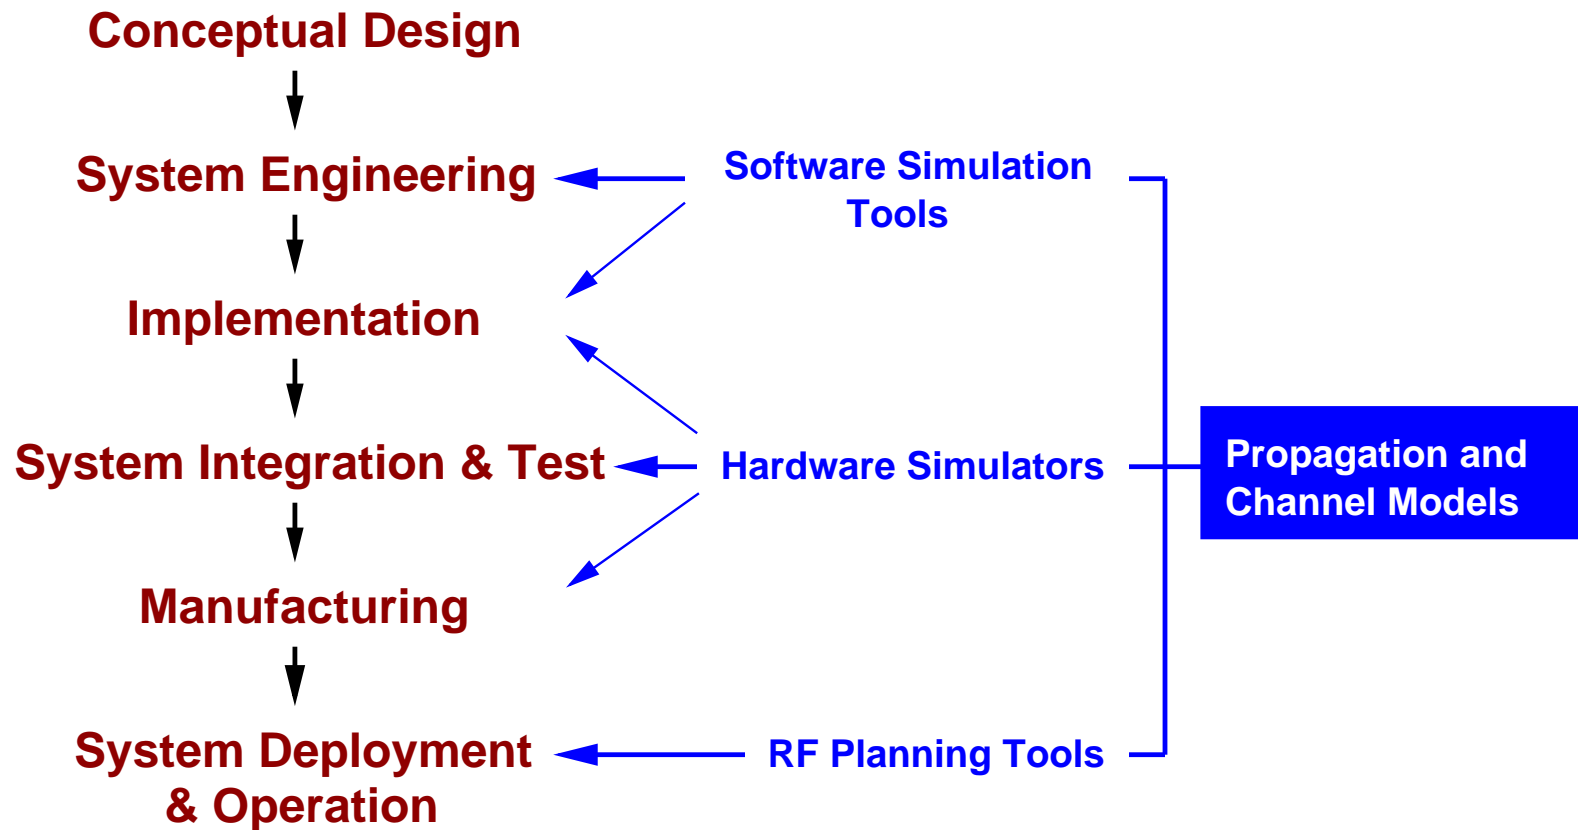 Conceptual Design
System Engineering
Software Simulation
Tools
Implementation
System Integration & Test
Hardware Simulators
Propagation and
Channel Models
Manufacturing
System Deployment
& Operation
RF Planning Tools